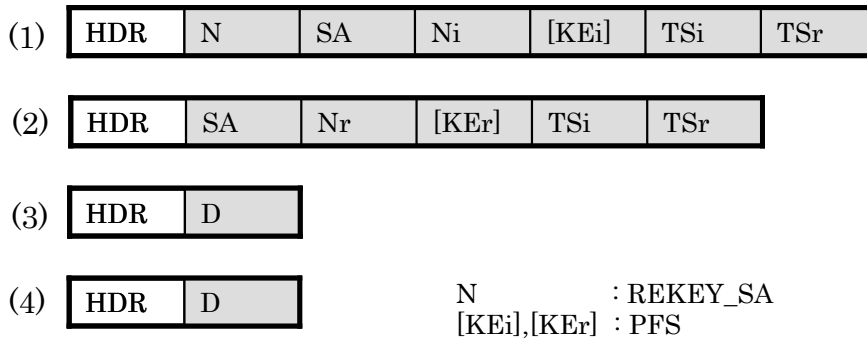 (1) HDR N SA Ni [KEi] TSi TSr
(2) HDR SA Nr [KEr] TSi TSr
(3) HDR D
(4) HDR D
N : REKEY_SA
[KEi],[KEr] : PFS